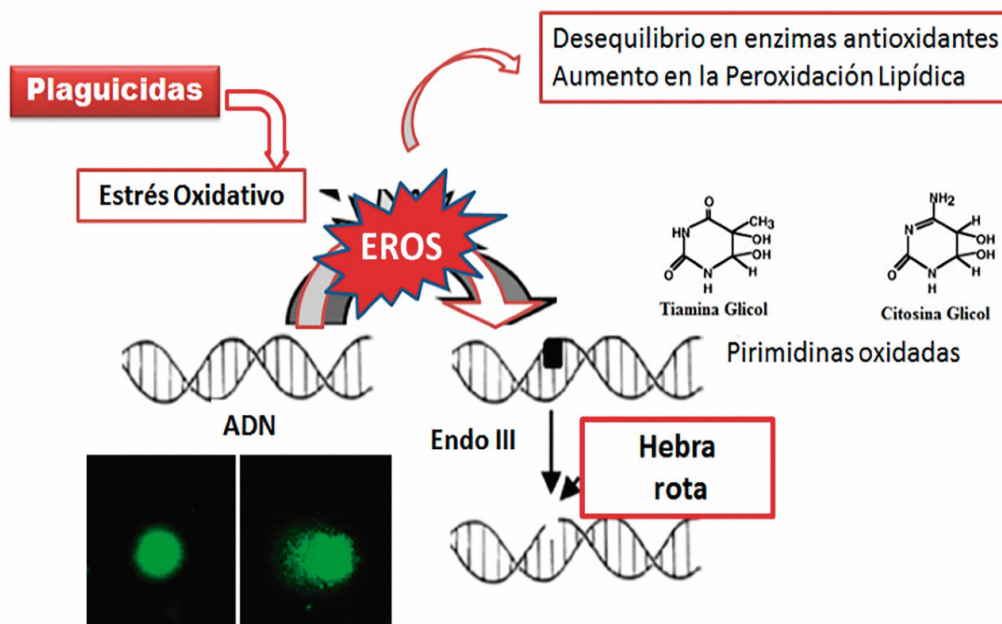 Desequilibrio en enzimas antioxidantes
Aumento en la Peroxidación Lipídica
Plaguicidas
Estrés Oxidativo
EROS
O
HN
CH₃
OH
OH
O
N
H
H
Tiamina Glicol
NH₂
H
N
OH
OH
O
N
H
H
Citosina Glicol
Pirimidinas oxidadas
ADN
Endo III
Hebra
rota